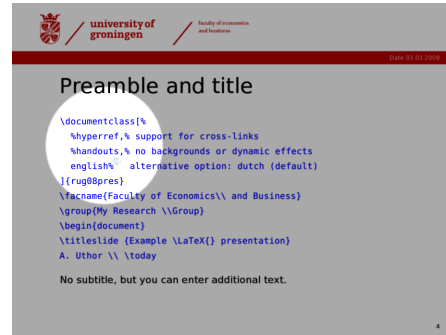 university of
groningen
faculty of economics
and business
Date 03.03.2009
Preamble and title
\documentclass[%
%hyperref,% support for cross-links
%handouts,% no backgrounds or dynamic effects
english% alternative option: dutch (default)
]{rug08pres}
\facname{Faculty of Economics\\ and Business}
\group{My Research \\Group}
\begin{document}
\titleslide {Example \LaTeX{} presentation}
A. Uthor \\ \today
No subtitle, but you can enter additional text.
4